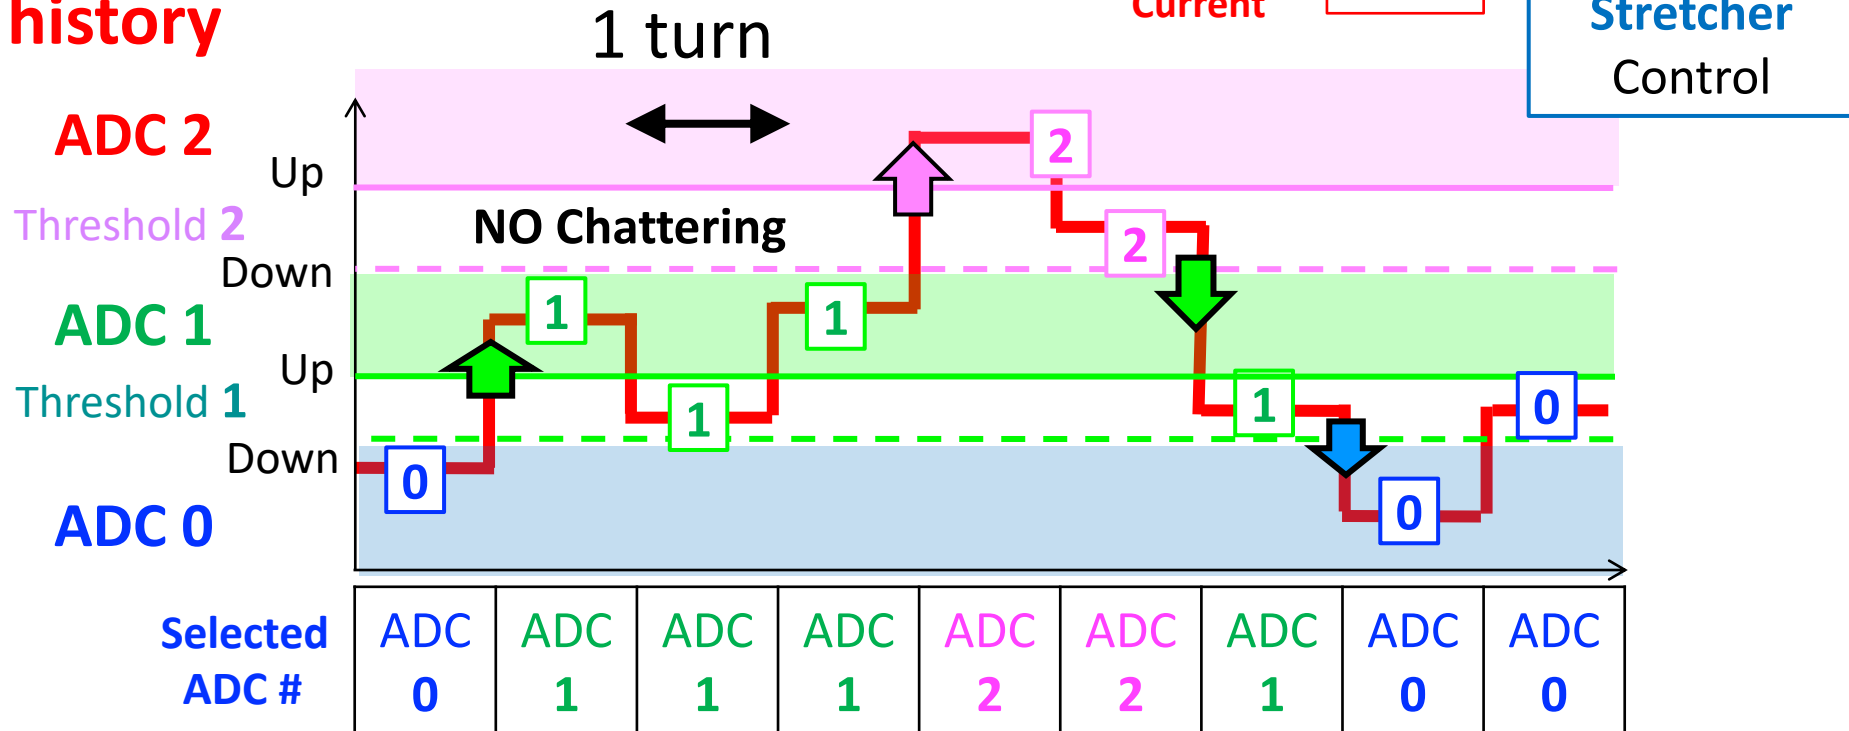 history
Current
Stretcher
Control
1 turn
ADC 2
Up
2
Threshold 2
NO Chattering
2
Down
ADC 1
1
1
Up
Threshold 1
1
1
0
Down
0
0
ADC 0
Selected
ADC #
ADC ADC ADC ADC ADC ADC ADC ADC ADC
0 1 1 1 2 2 1 0 0